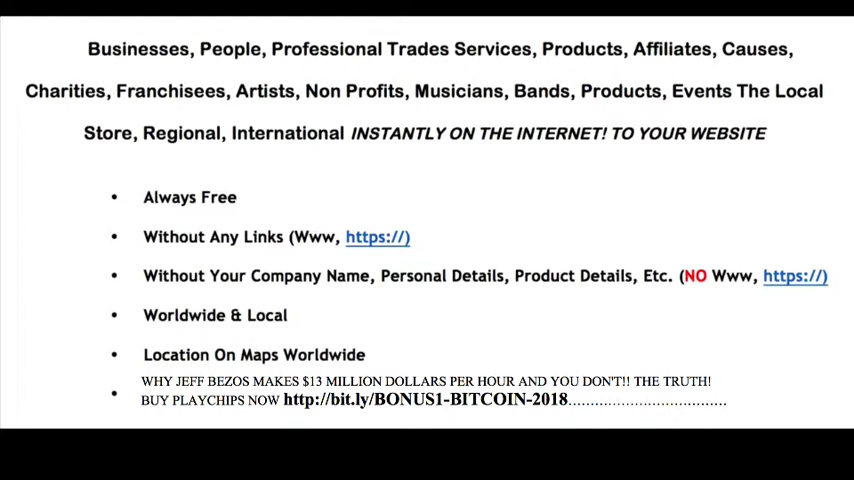 Businesses, People, Professional Trades Services, Products, Affiliates, Causes,
Charities, Franchisees, Artists, Non Profits, Musicians, Bands, Products, Events The Local
Store, Regional, International INSTANTLY ON THE INTERNET! TO YOUR WEBSITE
• Always Free
• Without Any Links (Www, https://)
• Without Your Company Name, Personal Details, Product Details, Etc. (NO Www, https://)
• Worldwide & Local
• Location On Maps Worldwide
• WHY JEFF BEZOS MAKES $13 MILLION DOLLARS PER HOUR AND YOU DON'T!! THE TRUTH!
BUY PLAYCHIPS NOW http://bit.ly/BONUS1-BITCOIN-2018....................................